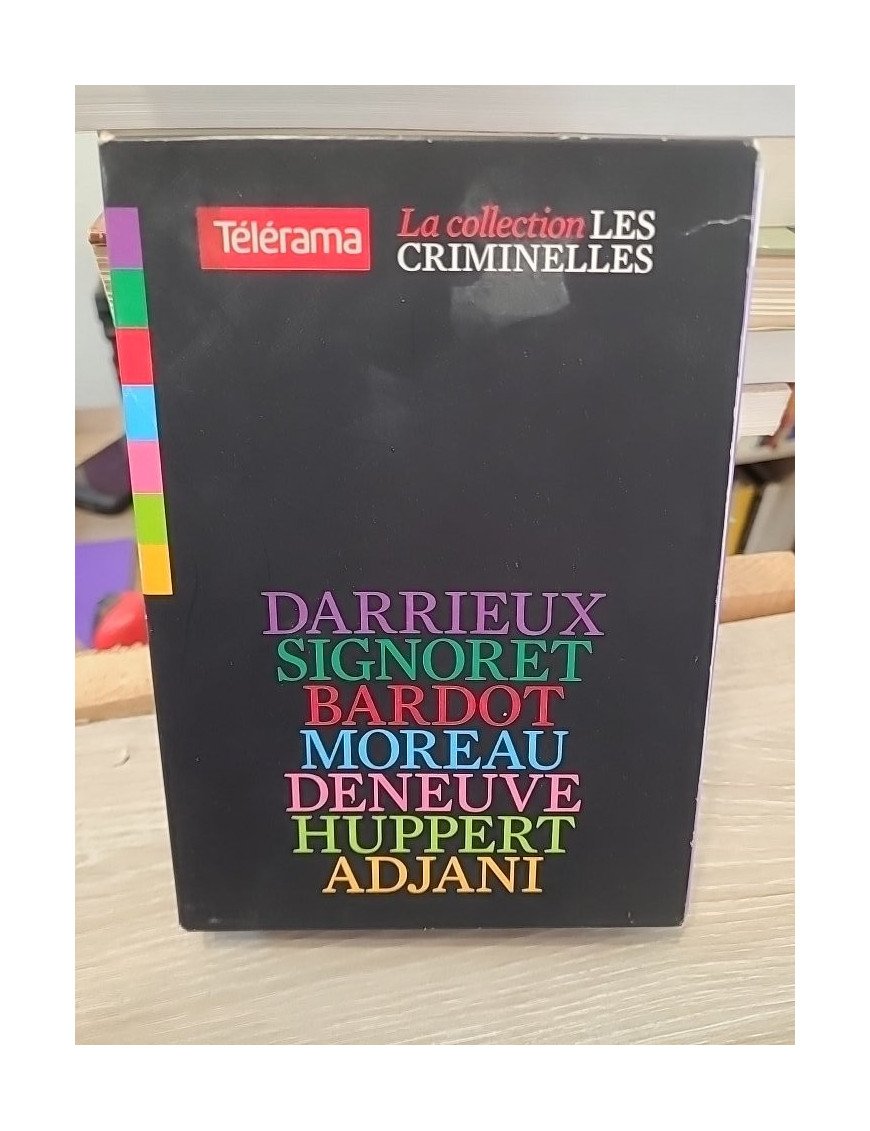 Télérama
La collection LES
CRIMINELLES
DARRIEUX
SIGNORET
BARDOT
MOREAU
DENEUVE
HUPPERT
ADJANI